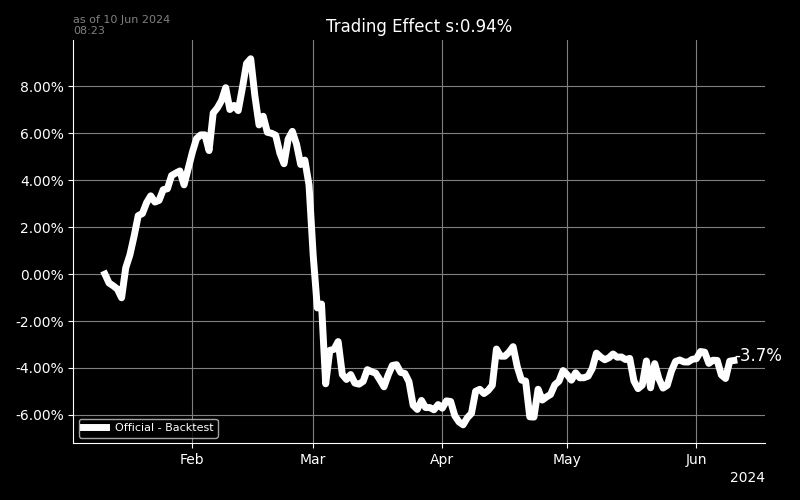 as of 10 Jun 2024
08:23
Trading Effect s:0.94%
8.00%
6.00%
4.00%
2.00%
0.00%
-2.00%
-4.00%
-6.00%
-3.7%
Official - Backtest
Feb
Mar
Apr
May
Jun
2024